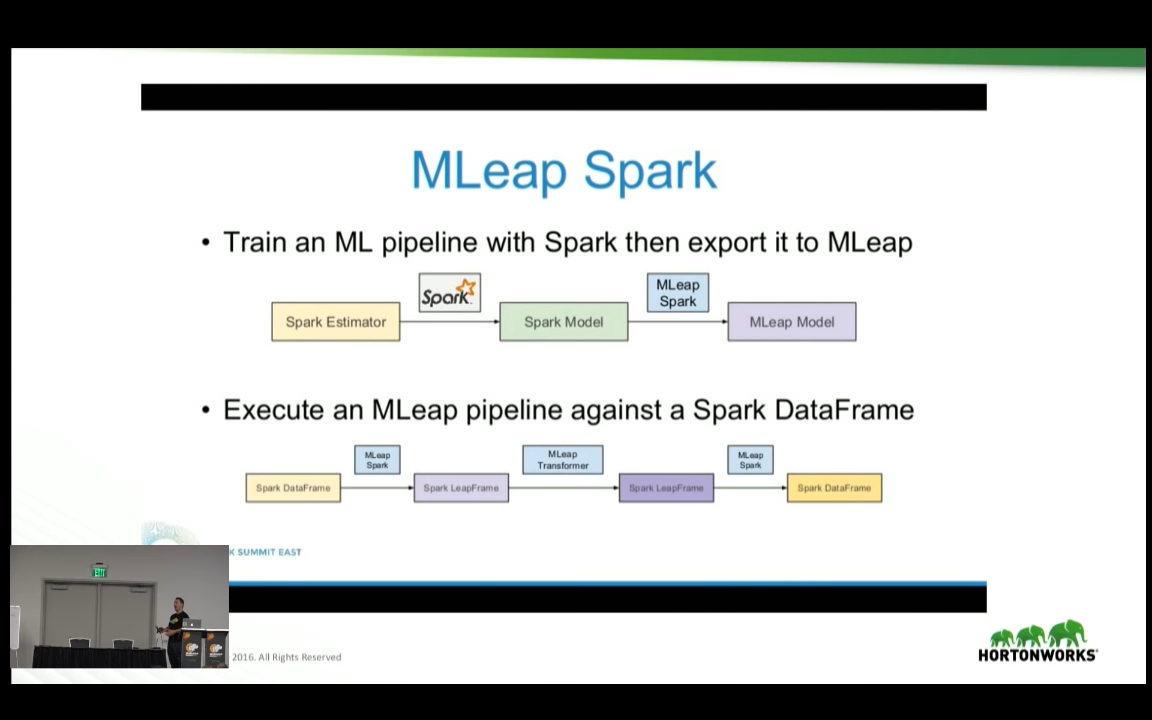 MLeap Spark
• Train an ML pipeline with Spark then export it to MLeap
Spark
MLeap
Spark
Spark Estimator
Spark Model
MLeap Model
• Execute an MLeap pipeline against a Spark DataFrame
MLeap
Spark
MLeap
Transformer
MLeap
Spark
Spark DataFrame
Spark LeapFrame
Spark LeapFrame
Spark DataFrame
K SUMMIT EAST
EXIT
2016. All Rights Reserved
HORTONWORKS